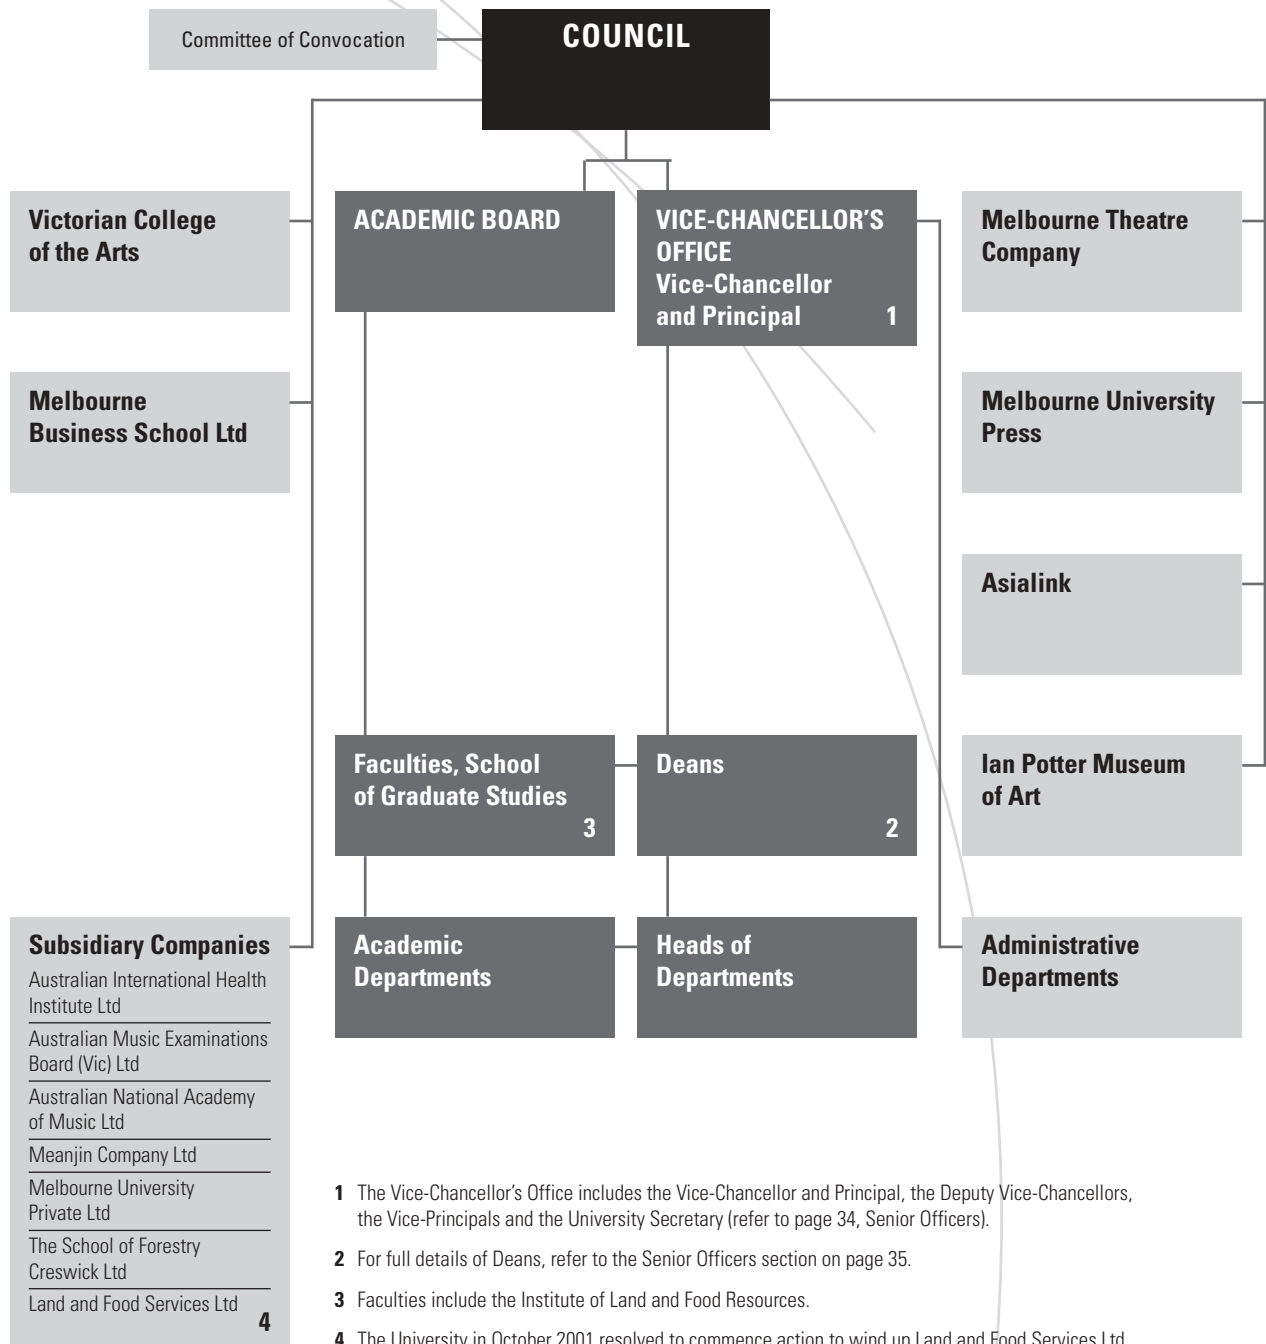 Committee of Convocation
COUNCIL
Victorian College
of the Arts
ACADEMIC BOARD
VICE-CHANCELLOR'S
OFFICE
Vice-Chancellor
and Principal 1
Melbourne Theatre
Company
Melbourne
Business School Ltd
Melbourne University
Press
Asialink
Faculties, School
of Graduate Studies
3
Deans
2
Ian Potter Museum
of Art
Subsidiary Companies
Australian International Health
Institute Ltd
Australian Music Examinations
Board (Vic) Ltd
Australian National Academy
of Music Ltd
Meanjin Company Ltd
Melbourne University
Private Ltd
The School of Forestry
Creswick Ltd
Land and Food Services Ltd
4
Academic
Departments
Heads of
Departments
Administrative
Departments
1 The Vice-Chancellor's Office includes the Vice-Chancellor and Principal, the Deputy Vice-Chancellors,
the Vice-Principals and the University Secretary (refer to page 34, Senior Officers).
2 For full details of Deans, refer to the Senior Officers section on page 35.
3 Faculties include the Institute of Land and Food Resources.
4 The University in October 2001 resolved to commence action to wind up Land and Food Services Ltd.